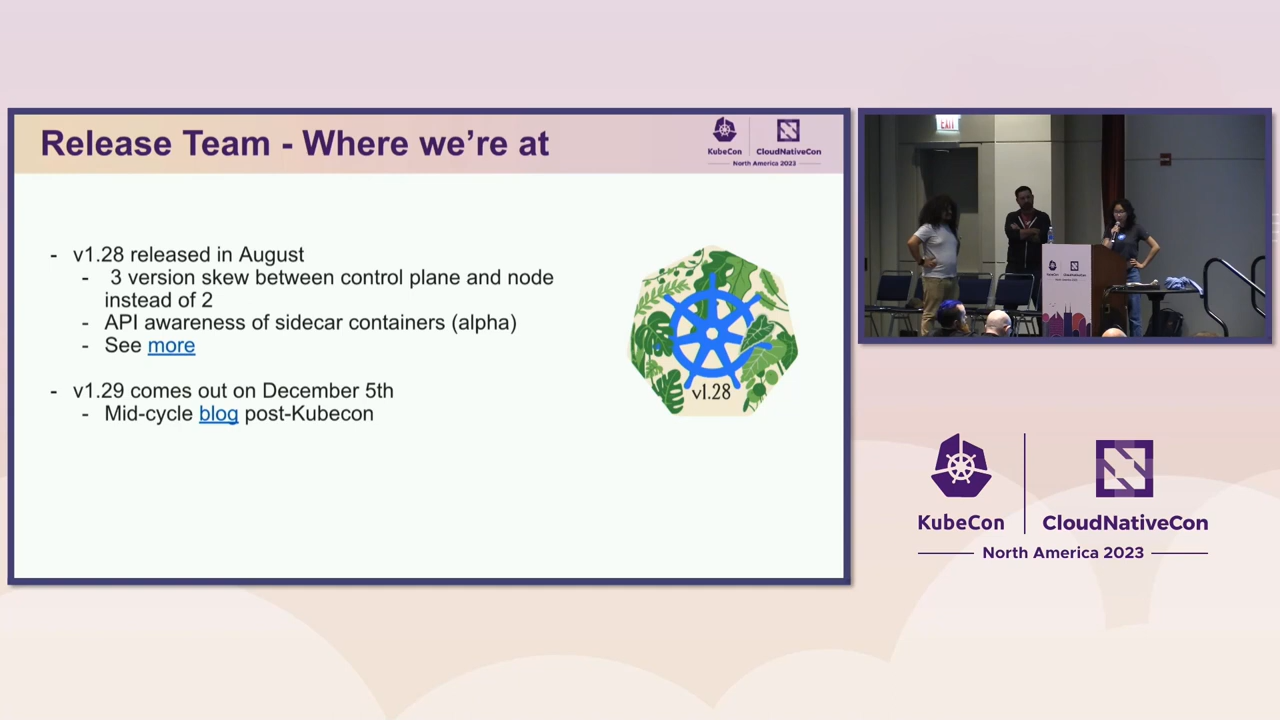 Release Team - Where we're at
KubeCon
CloudNativeCon
North America 2023
- v1.28 released in August
- 3 version skew between control plane and node
instead of 2
- API awareness of sidecar containers (alpha)
- See more
- v1.29 comes out on December 5th
- Mid-cycle blog post-Kubecon
v1.28
EXIT
KubeCon
CloudNativeCon
North America 2023